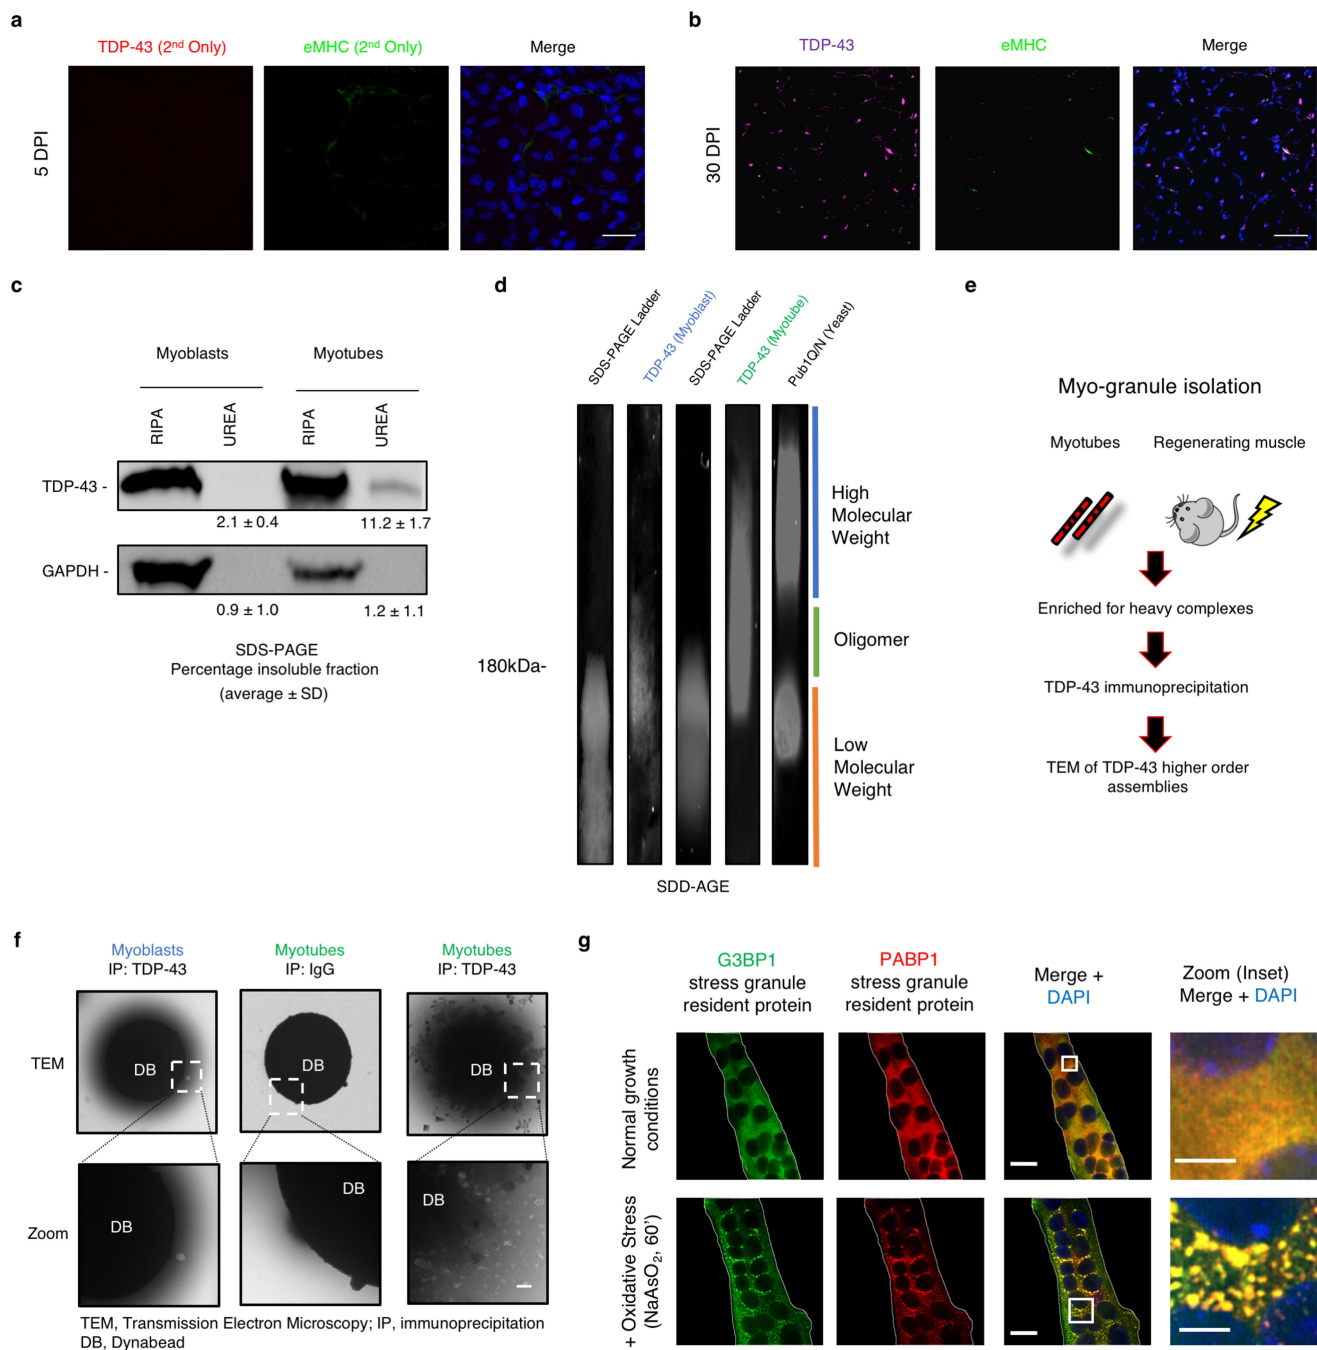 a
TDP-43 (2nd Only)
eMHC (2nd Only)
Merge
5 DPI
b
TDP-43
eMHC
Merge
30 DPI
c
Myoblasts
Myotubes
RIPA
UREA
RIPA
UREA
TDP-43 -
2.1 ± 0.4
11.2 ± 1.7
GAPDH -
0.9 ± 1.0
1.2 ± 1.1
SDS-PAGE
Percentage insoluble fraction
(average ± SD)
d
SDS-PAGE Ladder
TDP-43 (Myoblast)
SDS-PAGE Ladder
TDP-43 (Myotube)
Pub1Q/N (Yeast)
180kDa-
High
Molecular
Weight
Oligomer
Low
Molecular
Weight
SDD-AGE
e
Myo-granule isolation
Myotubes
Regenerating muscle
Enriched for heavy complexes
TDP-43 immunoprecipitation
TEM of TDP-43 higher order
assemblies
f
Myoblasts
IP: TDP-43
Myotubes
IP: IgG
Myotubes
IP: TDP-43
TEM
DB
DB
DB
Zoom
DB
DB
DB
TEM, Transmission Electron Microscopy; IP, immunoprecipitation
DB, Dynabead
g
G3BP1
stress granule
resident protein
PABP1
stress granule
resident protein
Merge +
DAPI
Zoom (Inset)
Merge + DAPI
Normal growth
conditions
+ Oxidative Stress
(NaAsO2, 60')